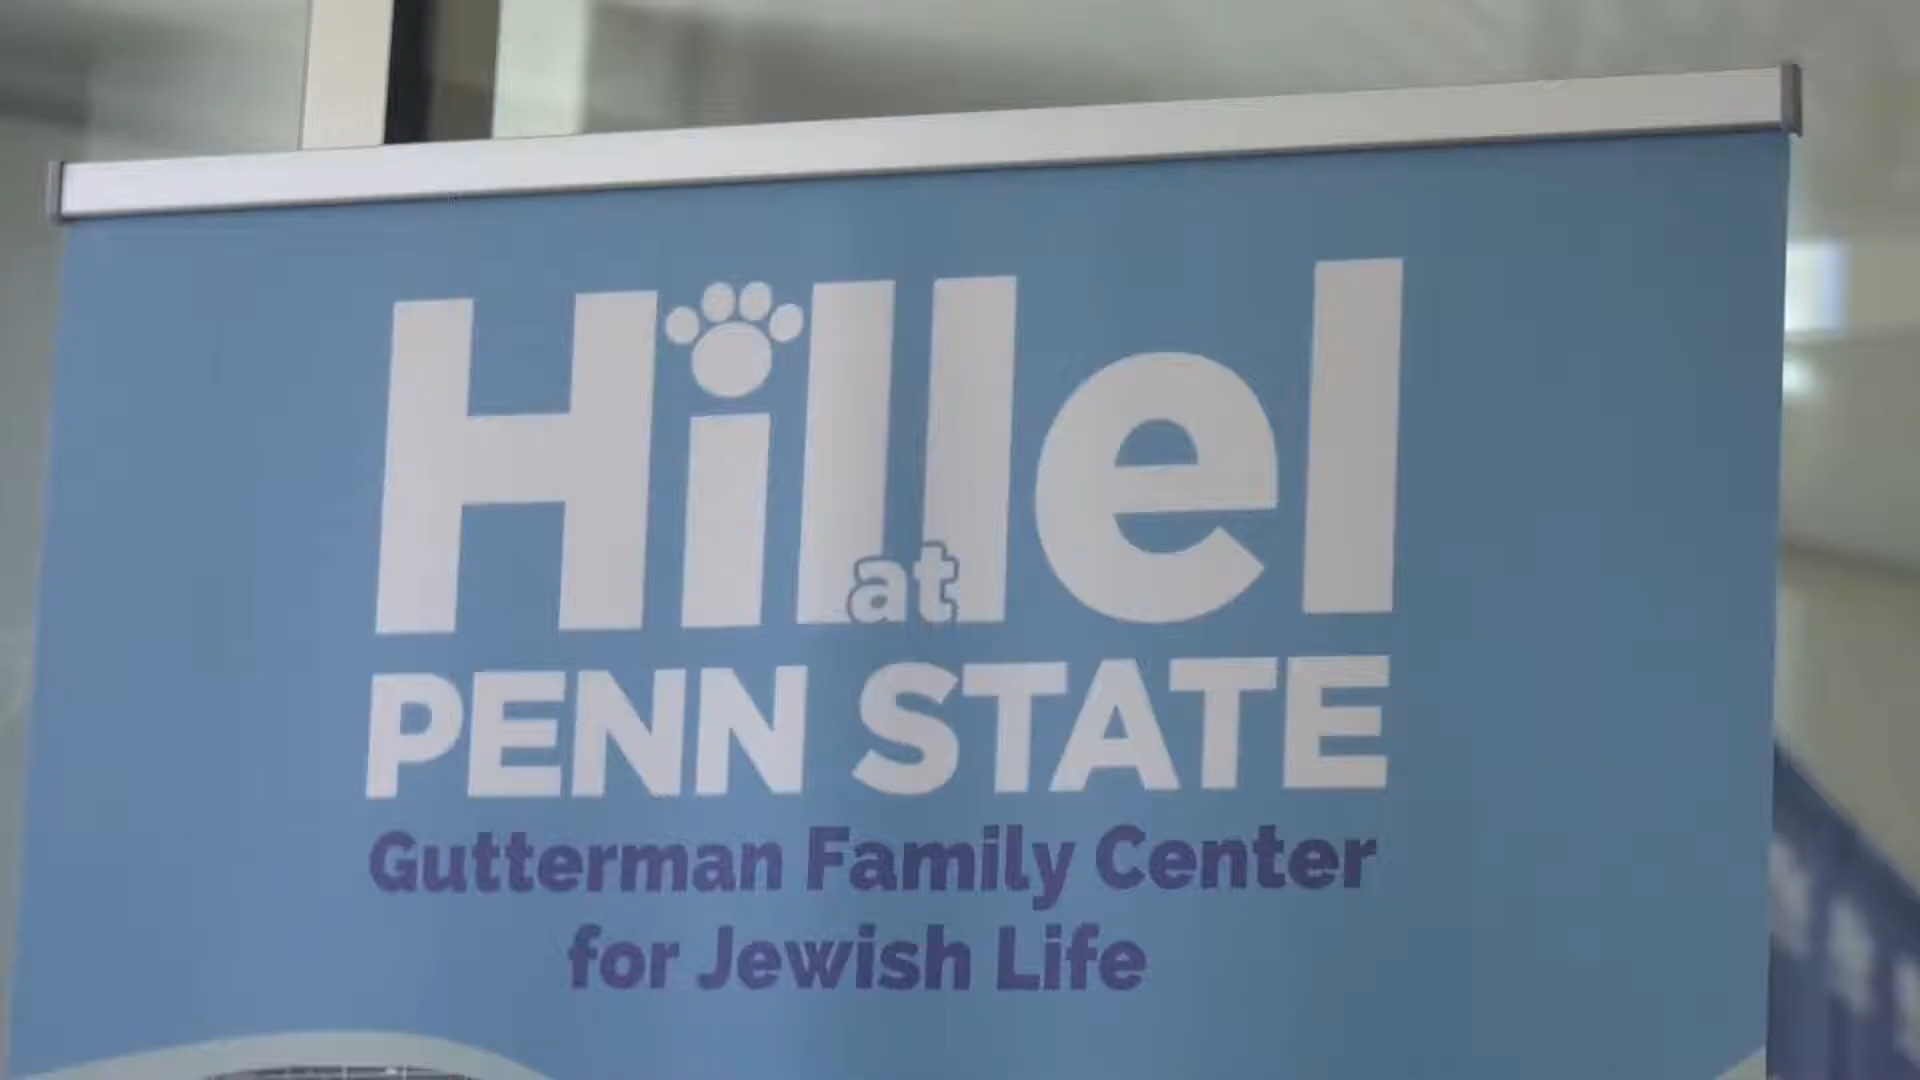 Hillel
at
PENN STATE
Gutterman Family Center
for Jewish Life